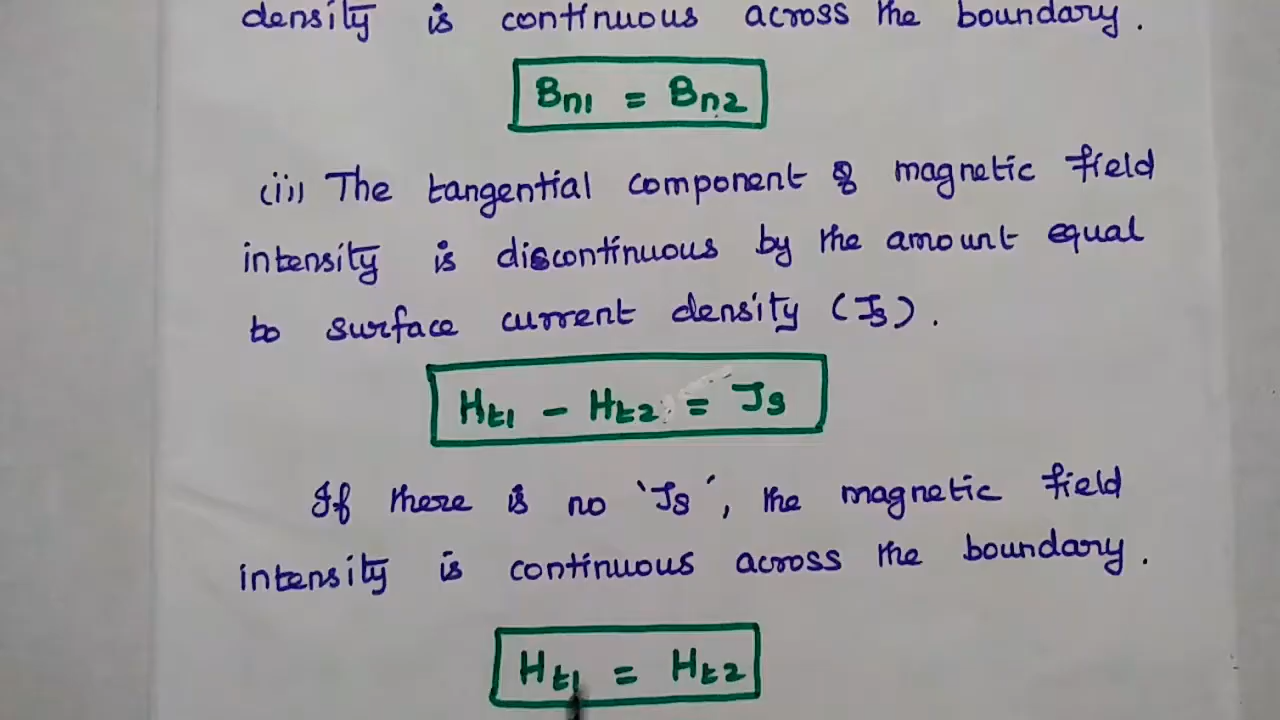 density is continuous across the boundary.
Bn1 = Bn2
(ii) The tangential component of magnetic field
intensity is discontinuous by the amount equal
to surface current density (Js).
Ht1 - Ht2 = Js
If there is no 'Js', the magnetic field
intensity is continuous across the boundary.
Ht1 = Ht2